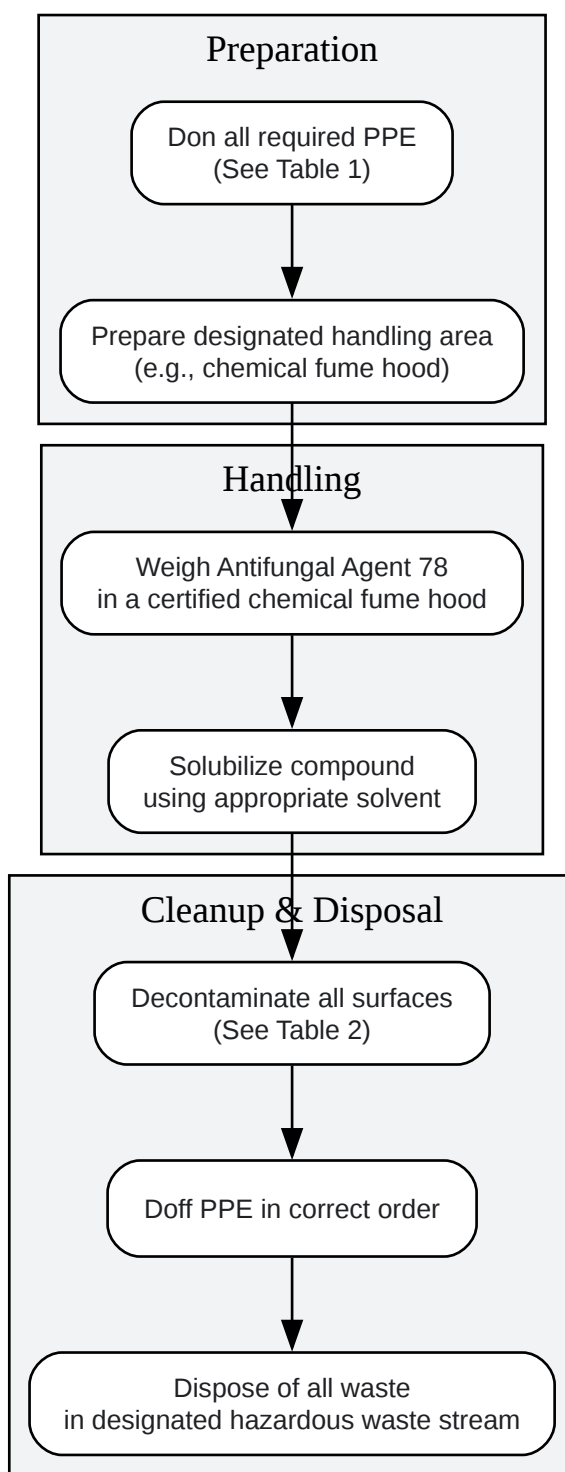 Preparation
Don all required PPE
(See Table 1)
Prepare designated handling area
(e.g., chemical fume hood)
Handling
Weigh Antifungal Agent 78
in a certified chemical fume hood
Solubilize compound
using appropriate solvent
Cleanup & Disposal
Decontaminate all surfaces
(See Table 2)
Doff PPE in correct order
Dispose of all waste
in designated hazardous waste stream